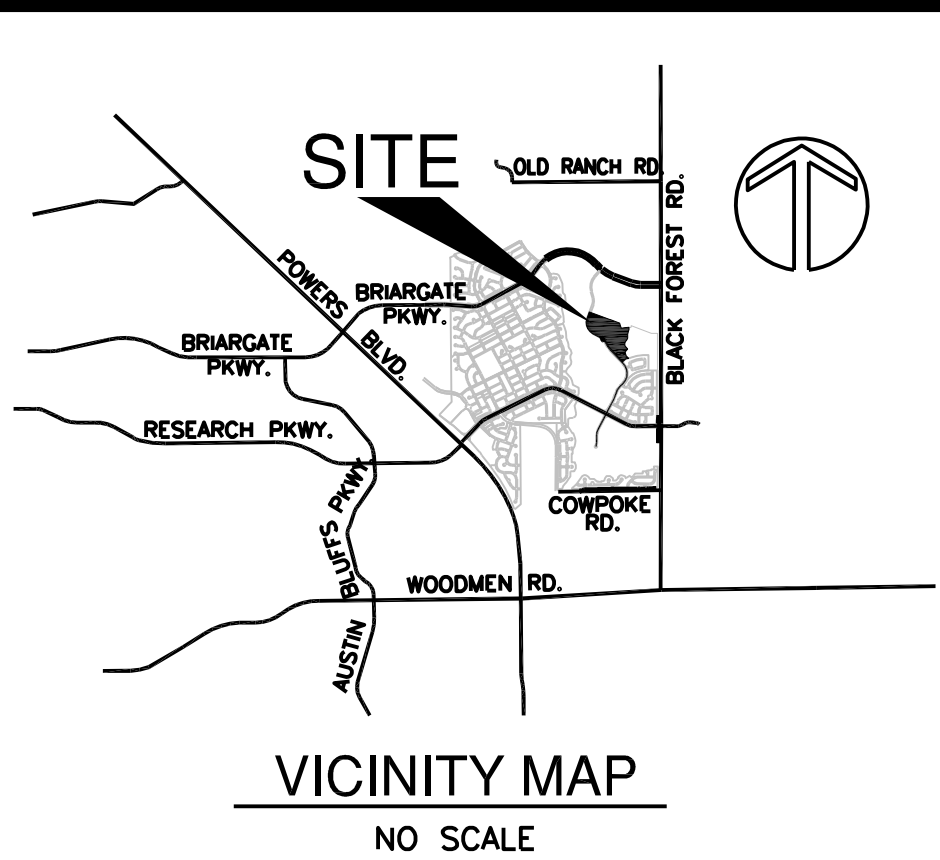 SITE
OLD RANCH RD.
BLACK FOREST RD.
POWERS BLVD.
BRIARGATE
PKWY.
BRIARGATE
PKWY.
RESEARCH PKWY.
COWPOKE
RD.
AUSTIN BLUFFS PKWY.
WOODMEN RD.
VICINITY MAP
NO SCALE